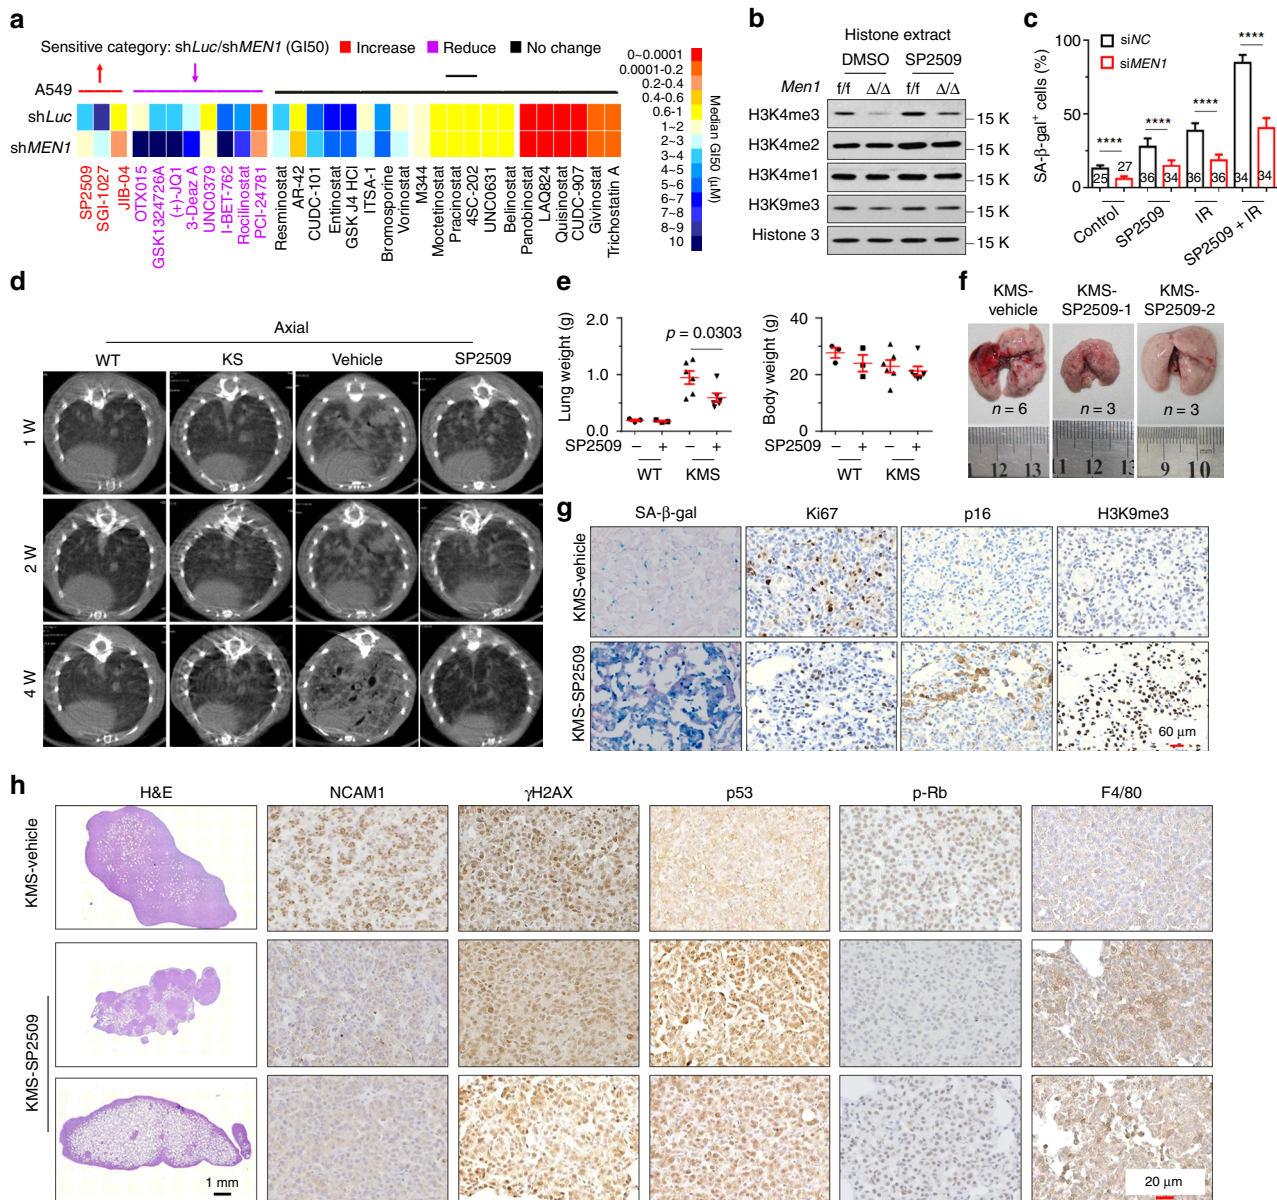 a
Sensitive category: shLuc/shMEN1 (GI50) Increase Reduce No change
A549
shLuc
shMEN1
SP2509
SGI-1027
JIB-04
OTX015
GSK1324726A
(+)-JQ1
3-Deaz A
UNC0379
I-BET-762
Rocilinostat
PCI-24781
Resminostat
AR-42
CUDC-101
Entinostat
GSK J4 HCl
ITSA-1
Bromosporine
Vorinostat
M344
Mocetinostat
Pracinostat
4SC-202
UNC0631
Belinostat
Panobinostat
LAQ824
Quisinostat
CUDC-907
Givinostat
Trichostatin A
0~0.0001
0.0001-0.2
0.2-0.4
0.4-0.6
0.6-1
1~2
2~3
3~4
4~5
5~6
6~7
7~8
8~9
10
Median GI50 (μM)
b
Histone extract
DMSO SP2509
Men1 f/f Δ/Δ f/f Δ/Δ
H3K4me3 15 K
H3K4me2
H3K4me1
H3K9me3 15 K
Histone 3 15 K
c
SA-β-gal+ cells (%)
100
50
0
siNC
siMEN1
**** **** **** ****
25 27 36 34 36 36 34 34
Control
SP2509
IR
SP2509 + IR
d
Axial
WT KS Vehicle SP2509
1 W
2 W
4 W
e
Lung weight (g)
2.0
1.0
0.0
p = 0.0303
SP2509 − + − +
WT KMS
Body weight (g)
40
20
0
SP2509 − + − +
WT KMS
f
KMS-vehicle
KMS-SP2509-1
KMS-SP2509-2
n = 6 n = 3 n = 3
1 12 13
11 12 13
9 10
mm
g
SA-β-gal Ki67 p16 H3K9me3
KMS-vehicle
KMS-SP2509
60 μm
h
H&E NCAM1 γH2AX p53 p-Rb F4/80
KMS-vehicle
KMS-SP2509
1 mm
20 μm